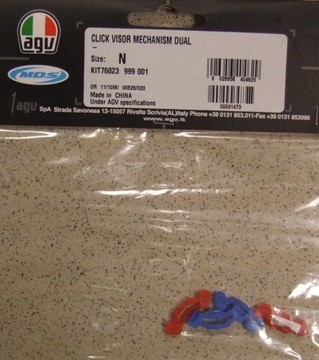 CLICK VISOR MECHANISM DUAL
Size: N
KIT76023 999 001
Made in CHINA
Under AGV specifications
agv
MDS
agv
SpA Strada Savonesa 12-15057 Rivalta Scrivia(AL)Italy Phone +39 0131 853.011-Fax +39 0131
www.agv.it